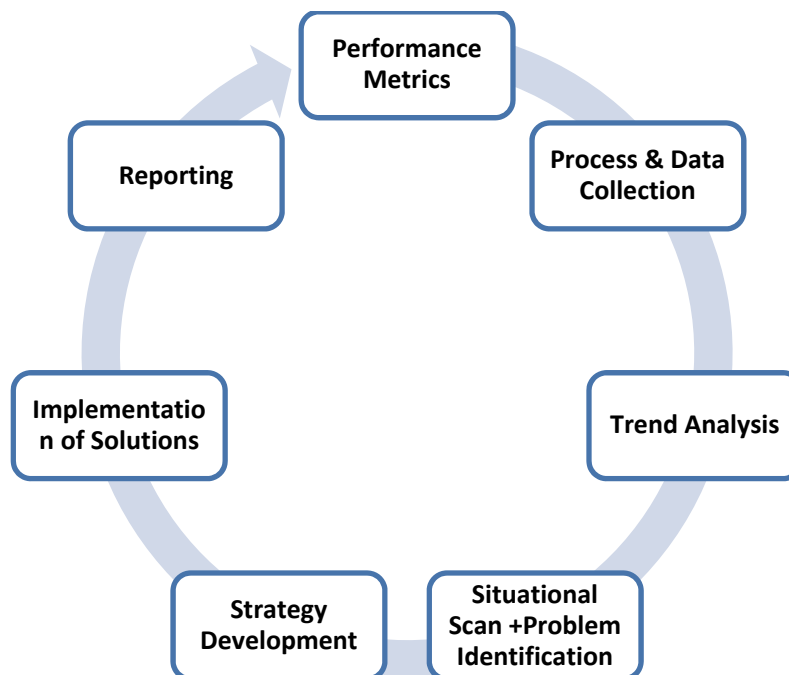 Performance
Metrics
Process & Data
Collection
Trend Analysis
Situational
Scan +Problem
Identification
Strategy
Development
Implementatio
n of Solutions
Reporting